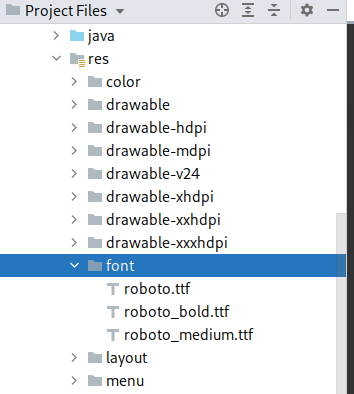 Project Files
java
res
color
drawable
drawable-hdpi
drawable-mdpi
drawable-v24
drawable-xhdpi
drawable-xxhdpi
drawable-xxxhdpi
font
roboto.ttf
roboto_bold.ttf
roboto_medium.ttf
layout
menu